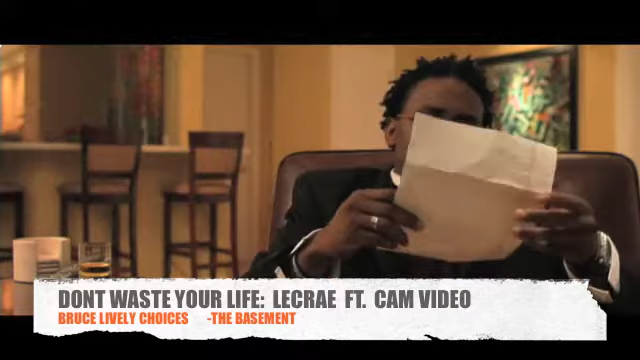 DONT WASTE YOUR LIFE: LECRAE FT. CAM VIDEO
BRUCE LIVELY CHOICES -THE BASEMENT